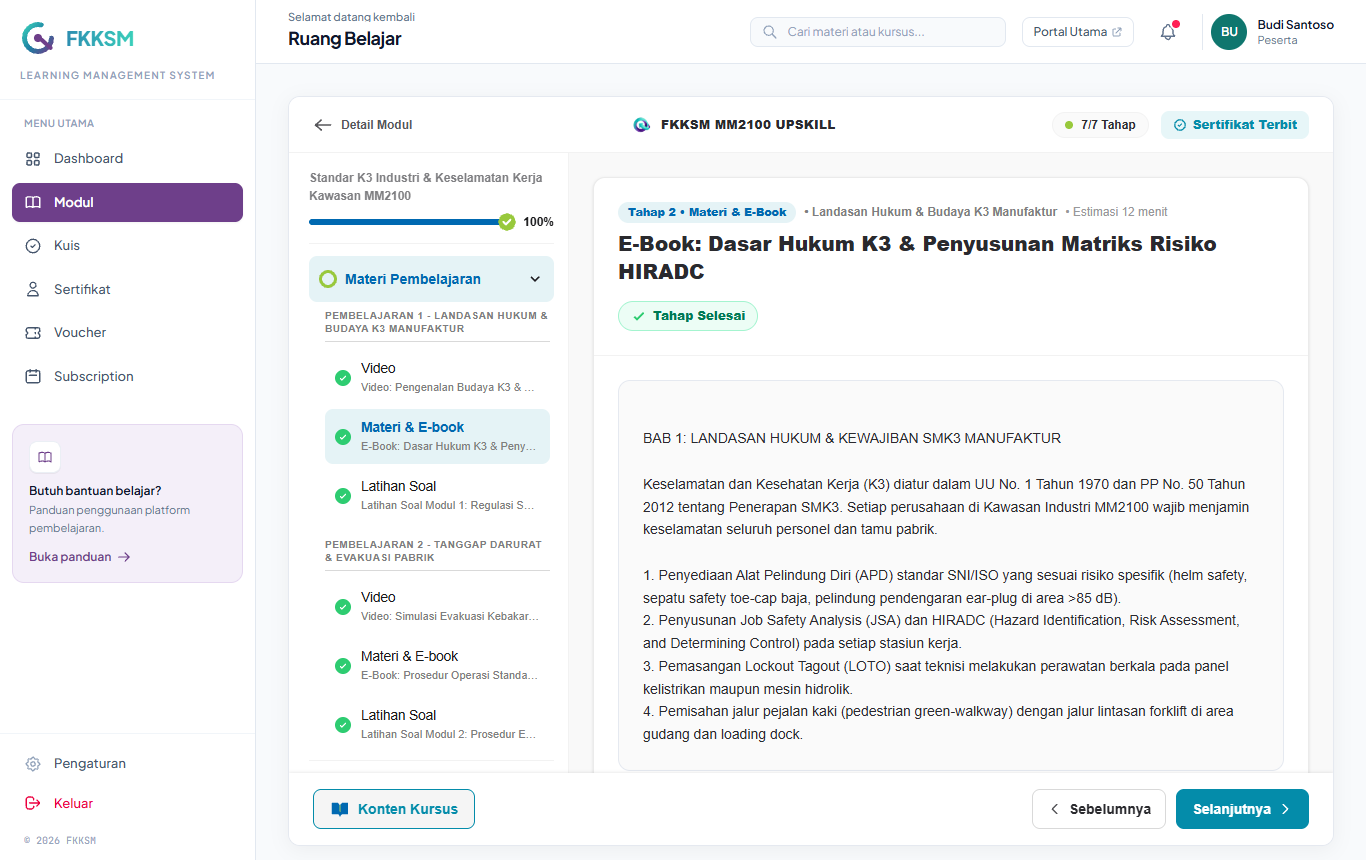 FKKSM
LEARNING MANAGEMENT SYSTEM
MENU UTAMA
Dashboard
Modul
Kuis
Sertifikat
Voucher
Subscription
Butuh bantuan belajar?
Panduan penggunaan platform
pembelajaran.
Buka panduan →
Pengaturan
Keluar
© 2026 FKKSM
Selamat datang kembali
Ruang Belajar
Cari materi atau kursus...
Portal Utama
BU
Budi Santoso
Peserta
← Detail Modul
FKKSM MM2100 UPSKILL
7/7 Tahap
Sertifikat Terbit
Standar K3 Industri & Keselamatan Kerja
Kawasan MM2100
100%
Materi Pembelajaran
PEMBELAJARAN 1 - LANDASAN HUKUM &
BUDAYA K3 MANUFAKTUR
Video
Video: Pengenalan Budaya K3 & ...
Materi & E-book
E-Book: Dasar Hukum K3 & Peny...
Latihan Soal
Latihan Soal Modul 1: Regulasi S...
PEMBELAJARAN 2 - TANGGAP DARURAT
& EVAKUASI PABRIK
Video
Video: Simulasi Evakuasi Kebakar...
Materi & E-book
E-Book: Prosedur Operasi Standa...
Latihan Soal
Latihan Soal Modul 2: Prosedur E...
Tahap 2 • Materi & E-Book • Landasan Hukum & Budaya K3 Manufaktur • Estimasi 12 menit
E-Book: Dasar Hukum K3 & Penyusunan Matriks Risiko
HIRADC
Tahap Selesai
BAB 1: LANDASAN HUKUM & KEWAJIBAN SMK3 MANUFAKTUR
Keselamatan dan Kesehatan Kerja (K3) diatur dalam UU No. 1 Tahun 1970 dan PP No. 50 Tahun
2012 tentang Penerapan SMK3. Setiap perusahaan di Kawasan Industri MM2100 wajib menjamin
keselamatan seluruh personel dan tamu pabrik.
1. Penyediaan Alat Pelindung Diri (APD) standar SNI/ISO yang sesuai risiko spesifik (helm safety,
sepatu safety toe-cap baja, pelindung pendengaran ear-plug di area >85 dB).
2. Penyusunan Job Safety Analysis (JSA) dan HIRADC (Hazard Identification, Risk Assessment,
and Determining Control) pada setiap stasiun kerja.
3. Pemasangan Lockout Tagout (LOTO) saat teknisi melakukan perawatan berkala pada panel
kelistrikan maupun mesin hidrolik.
4. Pemisahan jalur pejalan kaki (pedestrian green-walkway) dengan jalur lintasan forklift di area
gudang dan loading dock.
Konten Kursus
Sebelumnya
Selanjutnya